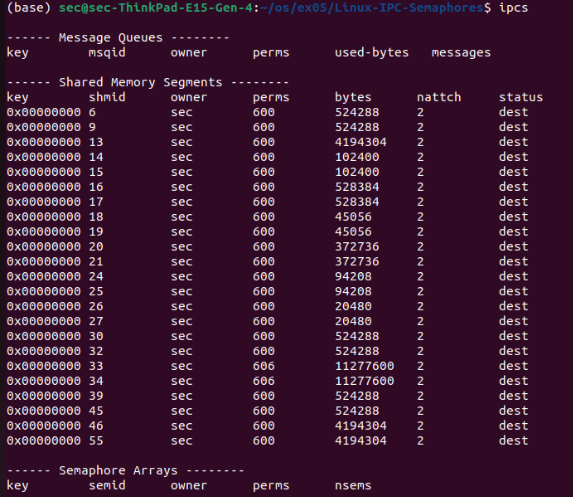 (base) sec@sec-ThinkPad-E15-Gen-4:~/os/ex05/Linux-IPC-Semaphores$ ipcs

------ Message Queues --------
key        msqid      owner      perms      used-bytes   messages

------ Shared Memory Segments --------
key        shmid      owner      perms      bytes      nattch     status
0x00000000 6          sec        600        524288     2          dest
0x00000000 9          sec        600        524288     2          dest
0x00000000 13         sec        600        4194304    2          dest
0x00000000 14         sec        600        102400     2          dest
0x00000000 15         sec        600        102400     2          dest
0x00000000 16         sec        600        528384     2          dest
0x00000000 17         sec        600        528384     2          dest
0x00000000 18         sec        600        45056      2          dest
0x00000000 19         sec        600        45056      2          dest
0x00000000 20         sec        600        372736     2          dest
0x00000000 21         sec        600        372736     2          dest
0x00000000 24         sec        600        94208      2          dest
0x00000000 25         sec        600        94208      2          dest
0x00000000 26         sec        600        20480      2          dest
0x00000000 27         sec        600        20480      2          dest
0x00000000 30         sec        600        524288     2          dest
0x00000000 32         sec        600        524288     2          dest
0x00000000 33         sec        606        11277600   2          dest
0x00000000 34         sec        606        11277600   2          dest
0x00000000 39         sec        600        524288     2          dest
0x00000000 45         sec        600        524288     2          dest
0x00000000 46         sec        600        4194304    2          dest
0x00000000 55         sec        600        4194304    2          dest

------ Semaphore Arrays --------
key        semid      owner      perms      nsems